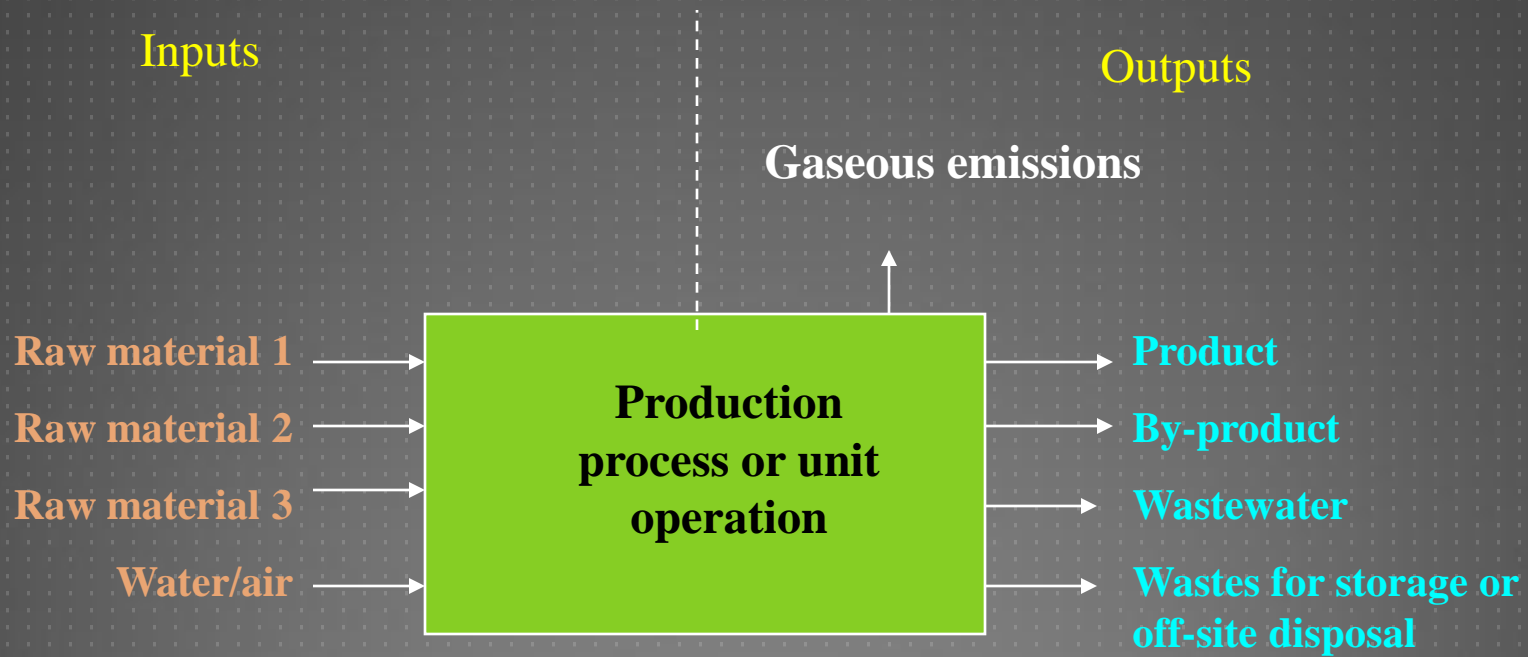 Inputs
Outputs
Gaseous emissions
Raw material 1
Raw material 2
Raw material 3
Water/air
Production
process or unit
operation
Product
By-product
Wastewater
Wastes for storage or
off-site disposal